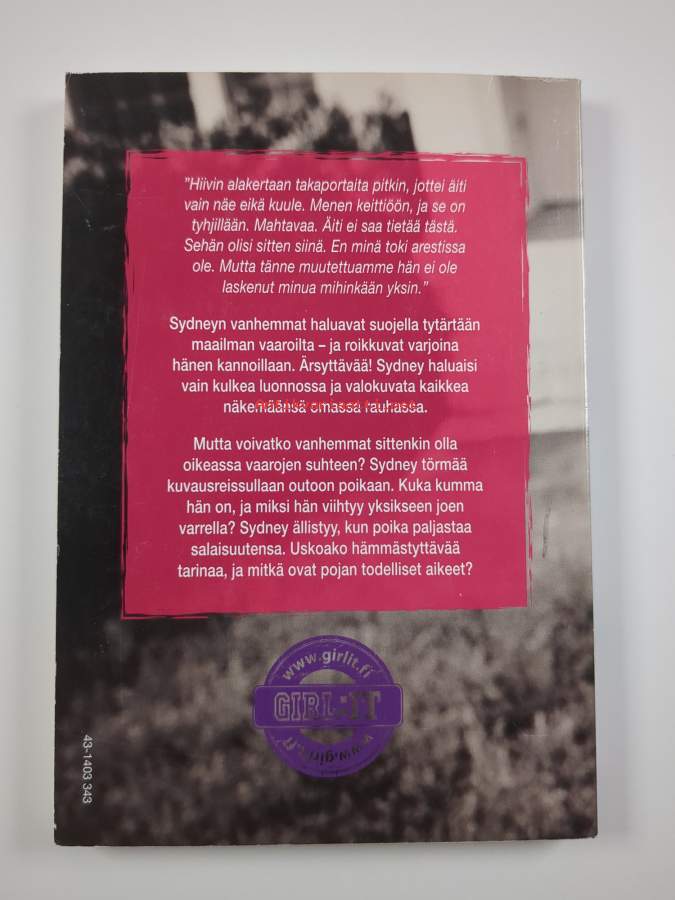 ”Hiivin alakertaan takaportaita pitkin, jottei äiti
vain näe eikä kuule. Menen keittiöön, ja se on
tyhjillään. Mahtavaa. Äiti ei saa tietää tästä.
Sehän olisi sitten siinä. En minä toki arestissa
ole. Mutta tänne muutettuamme hän ei ole
laskenut minua mihinkään yksin.”
Sydneyn vanhemmat haluavat suojella tytärtään
maailman vaaroilta – ja roikkuvat varjoina
hänen kannoillaan. Ärsyttävää! Sydney haluaisi
vain kulkea luonnossa ja valokuvata kaikkea
näkemäänsä omassa rauhassa.
Mutta voivatko vanhemmat sittenkin olla
oikeassa vaarojen suhteen? Sydney törmää
kuvausreissullaan outoon poikaan. Kuka kumma
hän on, ja miksi hän viihtyy yksikseen joen
varrella? Sydney ällistyy, kun poika paljastaa
salaisuutensa. Uskoako hämmästyttävää
tarinaa, ja mitkä ovat pojan todelliset aikeet?
www.girlit.fi
GIRL:IT
www.girlit.fi
43-1403 343